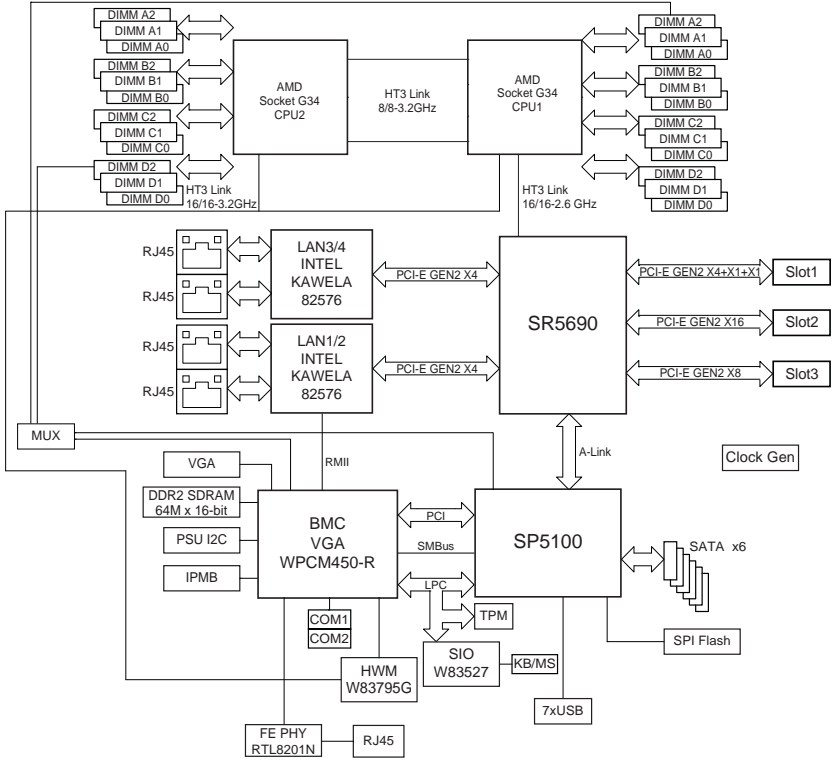 DIMM A2
DIMM A1
DIMM A0
DIMM B2
DIMM B1
DIMM B0
DIMM C2
DIMM C1
DIMM C0
DIMM D2
DIMM D1
DIMM D0
AMD
Socket G34
CPU2
HT3 Link
8/8-3.2GHz
AMD
Socket G34
CPU1
DIMM A2
DIMM A1
DIMM A0
DIMM B2
DIMM B1
DIMM B0
DIMM C2
DIMM C1
DIMM C0
DIMM D2
DIMM D1
DIMM D0
HT3 Link
16/16-3.2GHz
HT3 Link
16/16-2.6 GHz
RJ45
RJ45
LAN3/4
INTEL
KAWELA
82576
PCI-E GEN2 X4
RJ45
RJ45
LAN1/2
INTEL
KAWELA
82576
PCI-E GEN2 X4
SR5690
PCI-E GEN2 X4+X1+X1
Slot1
PCI-E GEN2 X16
Slot2
PCI-E GEN2 X8
Slot3
MUX
RMII
A-Link
Clock Gen
VGA
DDR2 SDRAM
64M x 16-bit
PSU I2C
IPMB
BMC
VGA
WPCM450-R
PCI
SMBus
LPC
SP5100
SATA x6
COM1
COM2
TPM
SIO
W83527
KB/MS
SPI Flash
HWM
W83795G
7xUSB
FE PHY
RTL8201N
RJ45